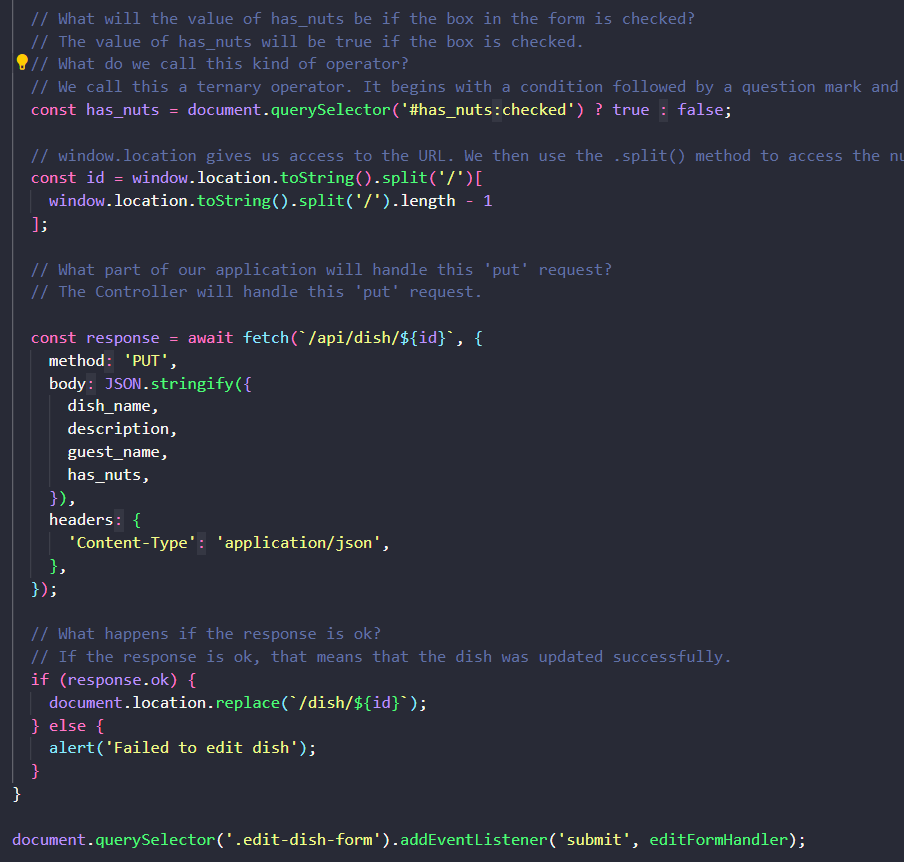 // What will the value of has_nuts be if the box in the form is checked?
// The value of has_nuts will be true if the box is checked.
// What do we call this kind of operator?
// We call this a ternary operator. It begins with a condition followed by a question mark and
const has_nuts = document.querySelector('#has_nuts:checked') ? true : false;
// window.location gives us access to the URL. We then use the .split() method to access the nu
const id = window.location.toString().split('/')[
window.location.toString().split('/').length - 1
];
// What part of our application will handle this 'put' request?
// The Controller will handle this 'put' request.
const response = await fetch(`/api/dish/${id}`, {
method: 'PUT',
body: JSON.stringify({
dish_name,
description,
guest_name,
has_nuts,
}),
headers: {
'Content-Type': 'application/json',
},
});
// What happens if the response is ok?
// If the response is ok, that means that the dish was updated successfully.
if (response.ok) {
document.location.replace(`/dish/${id}`);
} else {
alert('Failed to edit dish');
}
}
document.querySelector('.edit-dish-form').addEventListener('submit', editFormHandler);